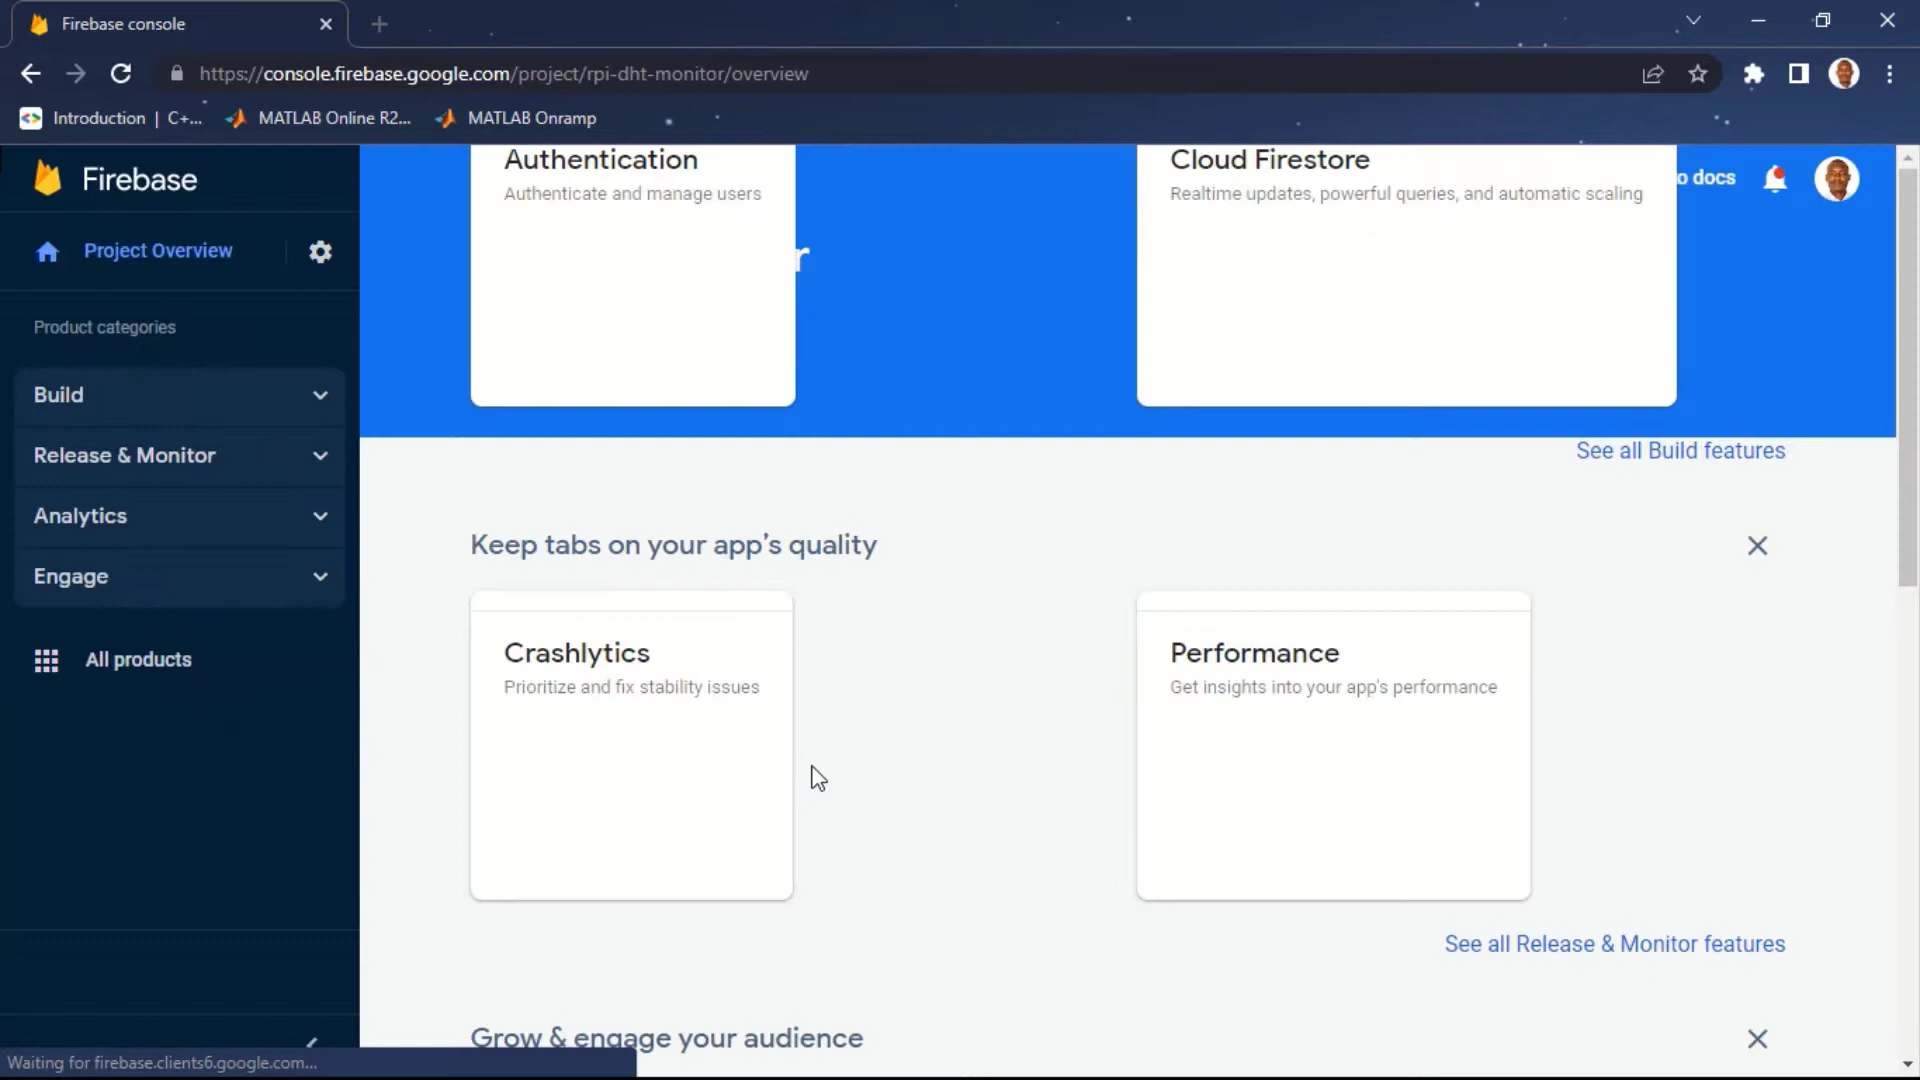 Firebase console
https://console.firebase.google.com/project/rpi-dht-monitor/overview
Introduction | C+...
MATLAB Online R2...
MATLAB Onramp
Firebase
Project Overview
Product categories
Build
Release & Monitor
Analytics
Engage
All products
o docs
r
Authentication
Authenticate and manage users
Cloud Firestore
Realtime updates, powerful queries, and automatic scaling
See all Build features
Keep tabs on your app's quality
Crashlytics
Prioritize and fix stability issues
Performance
Get insights into your app's performance
See all Release & Monitor features
Grow & engage your audience
Waiting for firebase.clients6.google.com...